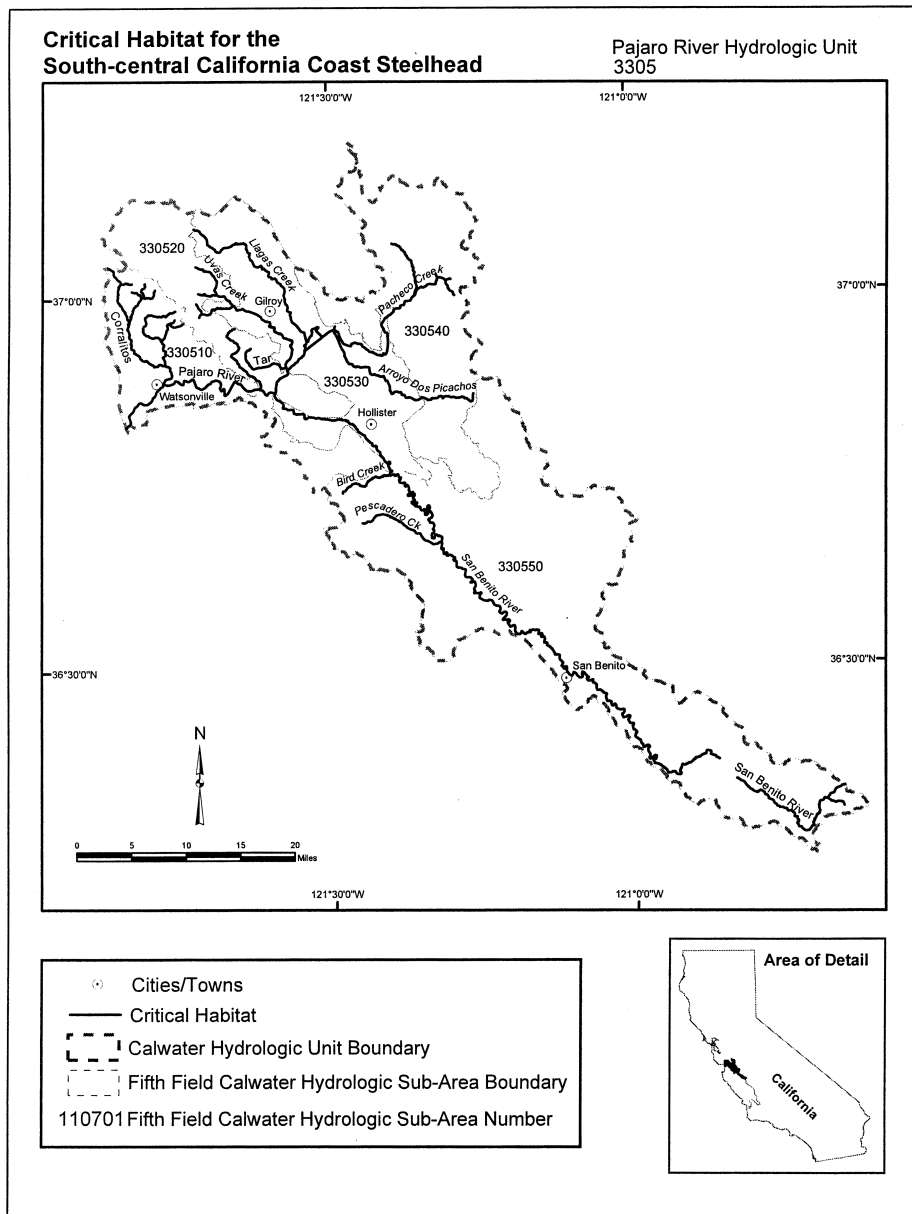 Critical Habitat for the
South-central California Coast Steelhead
Pajaro River Hydrologic Unit
3305
121°30'0"W
121°0'0"W
330520
Uvas Creek
Llagas Creek
Gilroy
Pacheco Creek
37°0'0"N
37°0'0"N
Corralitos
330540
330510
Tar
Pajaro River
330530
Arroyo Dos Picachos
Watsonville
Hollister
Bird Creek
Pescadero Ck.
330550
San Benito River
36°30'0"N
36°30'0"N
San Benito
N
San Benito River
0 5 10 15 20
Miles
121°30'0"W
121°0'0"W
Cities/Towns
Critical Habitat
Calwater Hydrologic Unit Boundary
Fifth Field Calwater Hydrologic Sub-Area Boundary
110701 Fifth Field Calwater Hydrologic Sub-Area Number
Area of Detail
California